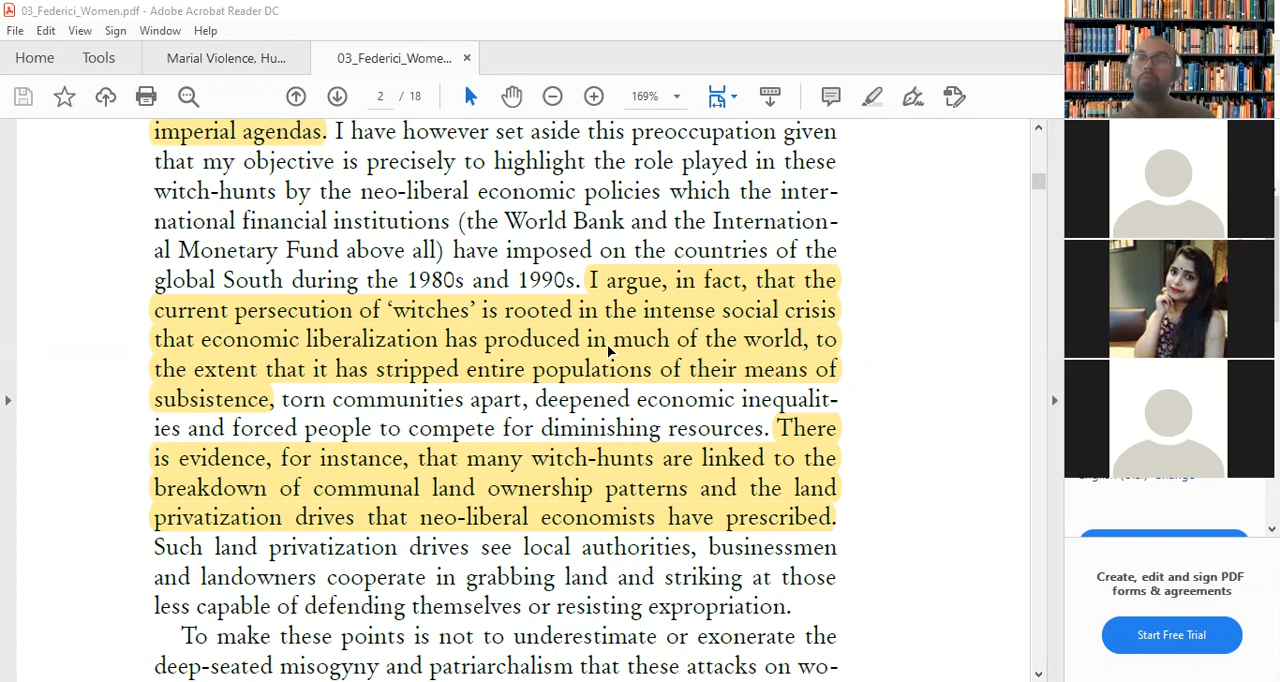 03_Federici_Women.pdf - Adobe Acrobat Reader DC
File Edit View Sign Window Help
Home Tools Marial Violence, Hu... 03_Federici_Wome... ×
2 / 18 169%
imperial agendas. I have however set aside this preoccupation given
that my objective is precisely to highlight the role played in these
witch-hunts by the neo-liberal economic policies which the inter-
national financial institutions (the World Bank and the Internation-
al Monetary Fund above all) have imposed on the countries of the
global South during the 1980s and 1990s. I argue, in fact, that the
current persecution of ‘witches’ is rooted in the intense social crisis
that economic liberalization has produced in much of the world, to
the extent that it has stripped entire populations of their means of
subsistence, torn communities apart, deepened economic inequalit-
ies and forced people to compete for diminishing resources. There
is evidence, for instance, that many witch-hunts are linked to the
breakdown of communal land ownership patterns and the land
privatization drives that neo-liberal economists have prescribed.
Such land privatization drives see local authorities, businessmen
and landowners cooperate in grabbing land and striking at those
less capable of defending themselves or resisting expropriation.
To make these points is not to underestimate or exonerate the
deep-seated misogyny and patriarchalism that these attacks on wo-
Create, edit and sign PDF
forms & agreements
Start Free Trial